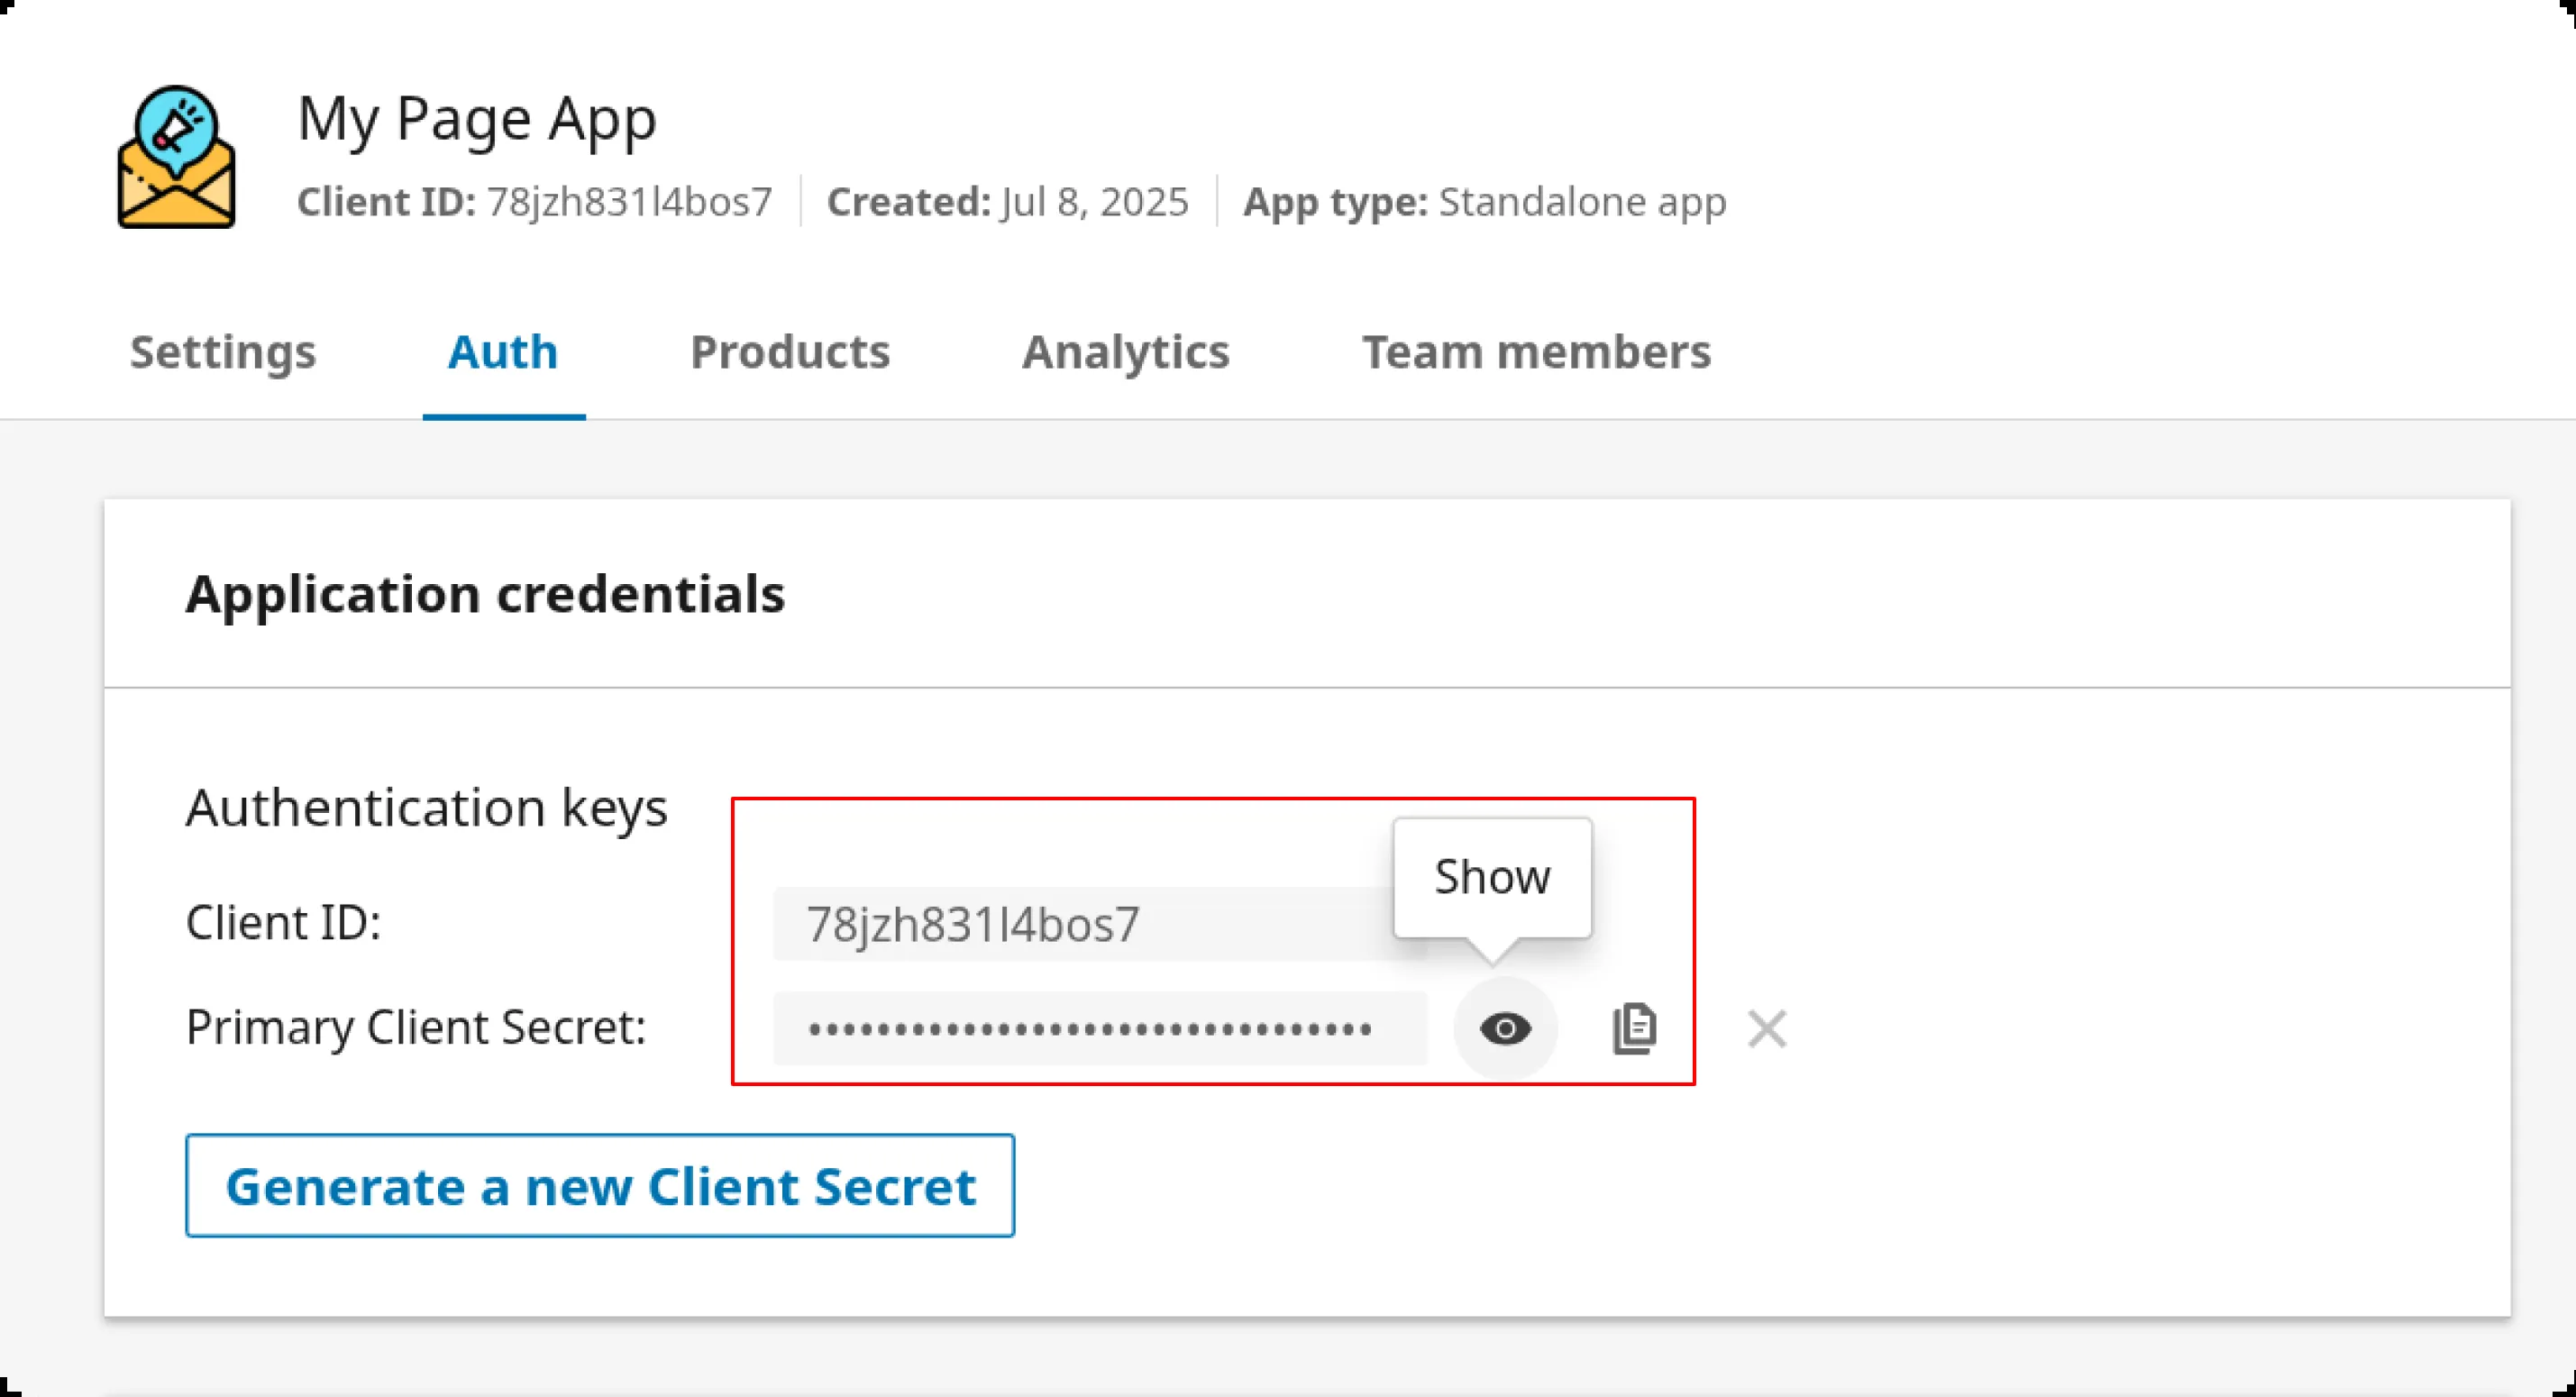 My Page App
Client ID: 78jzh831l4bos7 Created: Jul 8, 2025 App type: Standalone app
Settings Auth Products Analytics Team members
Application credentials
Authentication keys
Show
Client ID: 78jzh831l4bos7
Primary Client Secret: •••••••••••••••••••••••••••••••••
Generate a new Client Secret